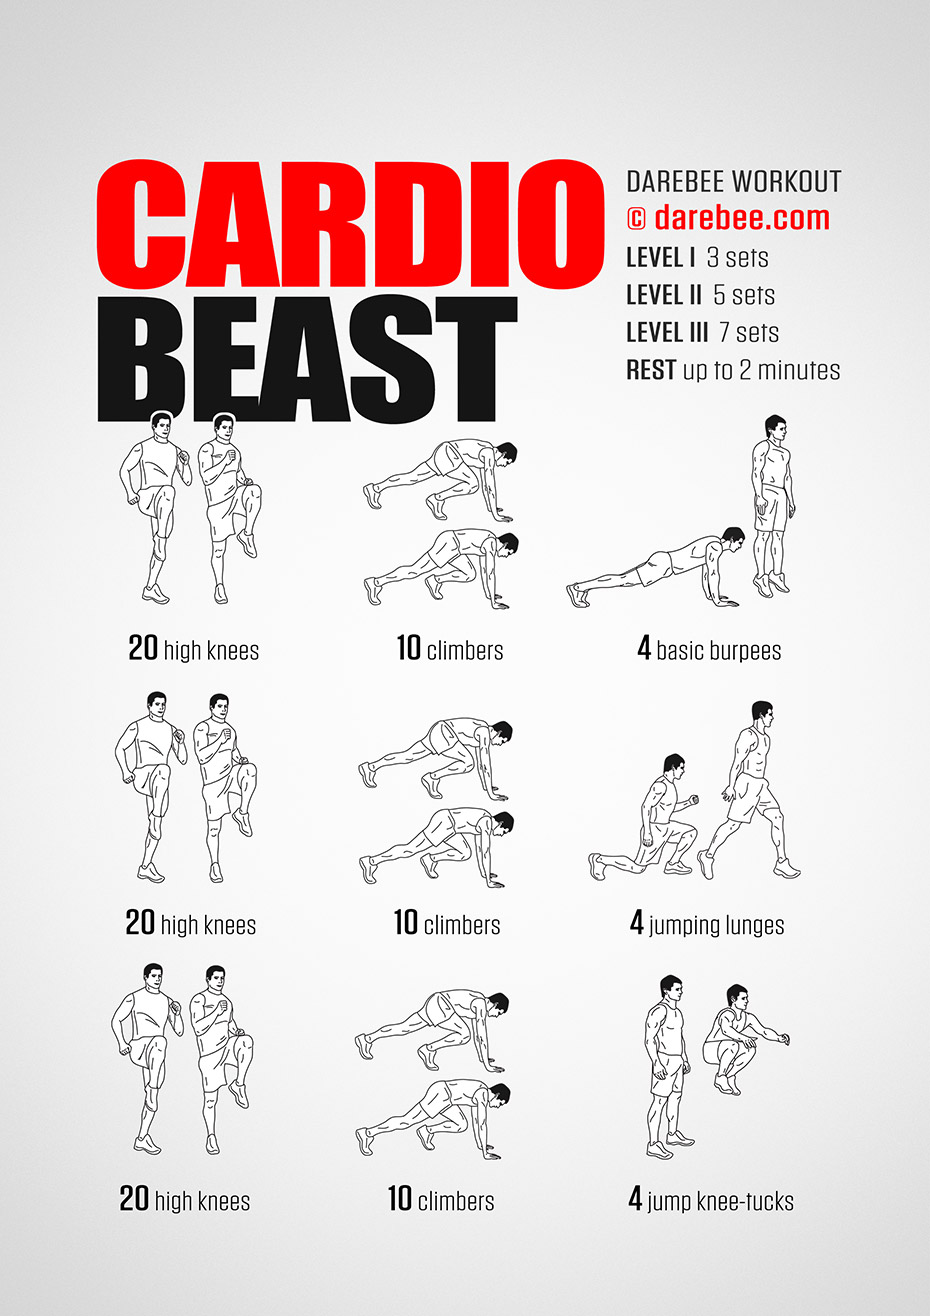 CARDIO
BEAST
DAREBEE WORKOUT
© darebee.com
LEVEL I 3 sets
LEVEL II 5 sets
LEVEL III 7 sets
REST up to 2 minutes
20 high knees
10 climbers
4 basic burpees
20 high knees
10 climbers
4 jumping lunges
20 high knees
10 climbers
4 jump knee-tucks